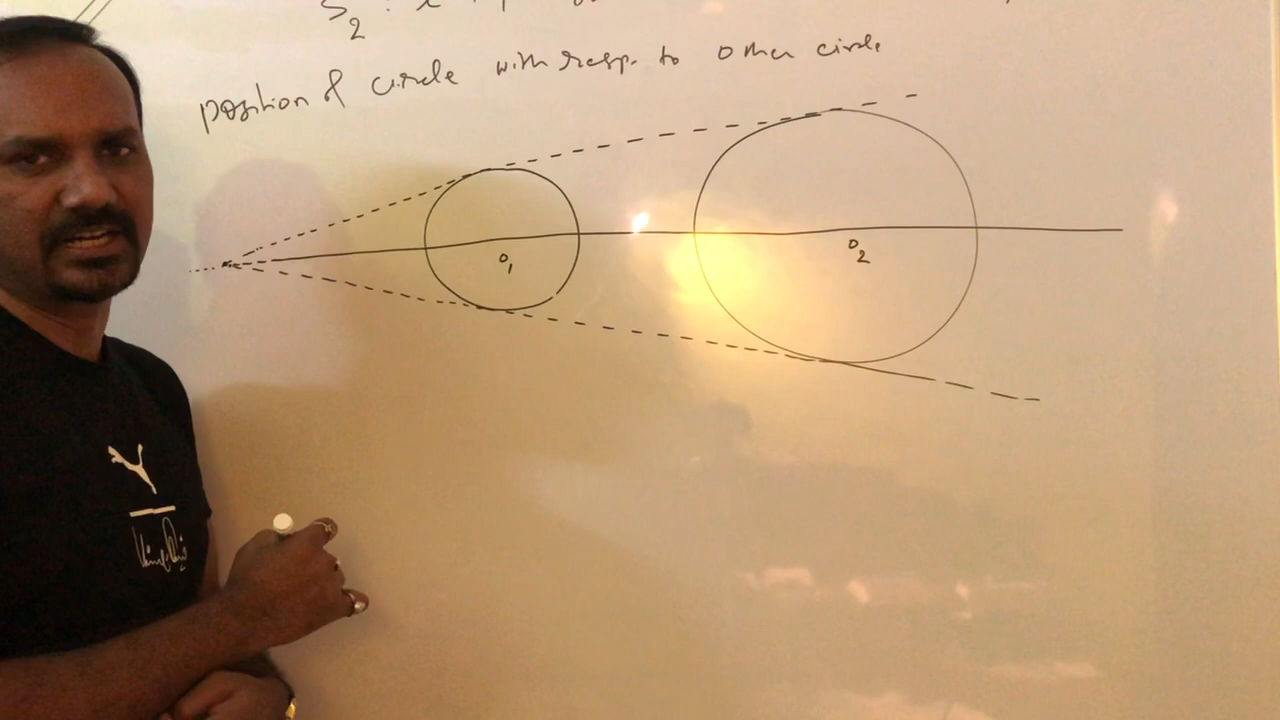 S2 :
position of circle with resp. to other circle
O1
O2